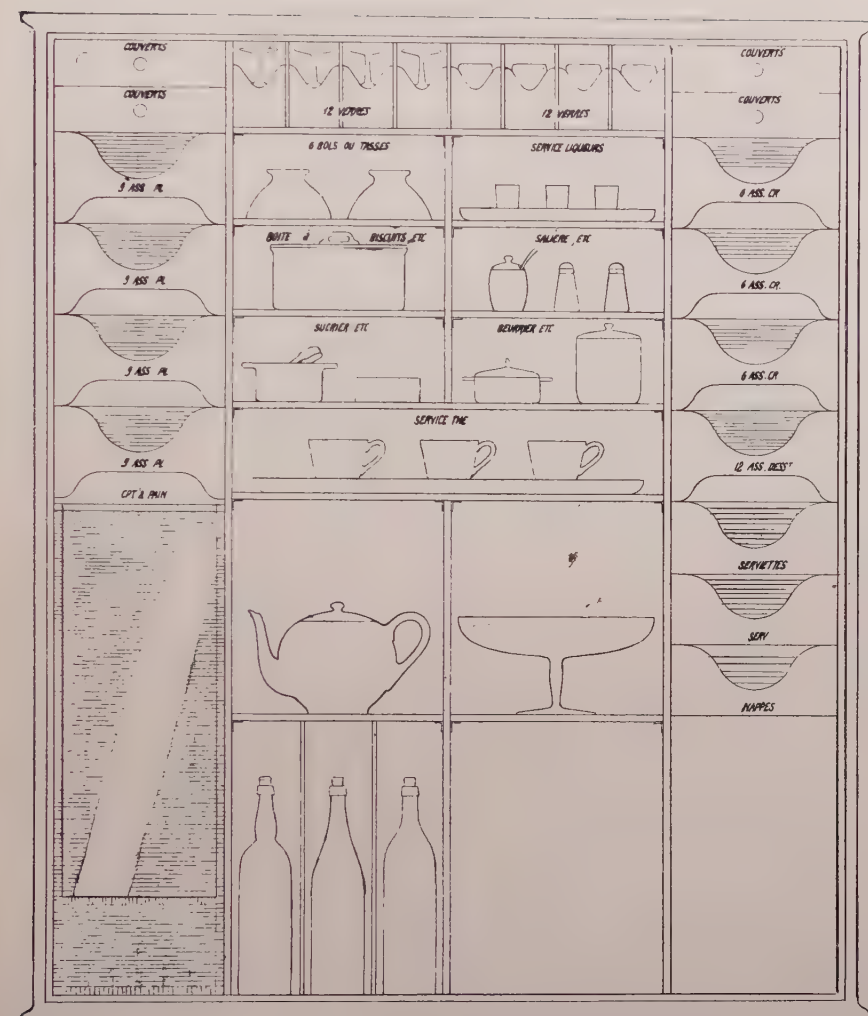 COUVERTS
COUVERTS
9 ASS PL
9 ASS PL
9 ASS PL
9 ASS PL
CPT à PAIN
12 VERRES
12 VERRES
6 BOLS OU TASSES
SERVICE LIQUEURS
BOITE à BISCUITS, ETC
SALIÈRE, ETC
SUCRIER ETC
BEURRIER ETC
SERVICE THE
COUVERTS
COUVERTS
6 ASS. CR
6 ASS. CR.
6 ASS. CR
12 ASS. DESST
SERVIETTES
SERV
NAPPES